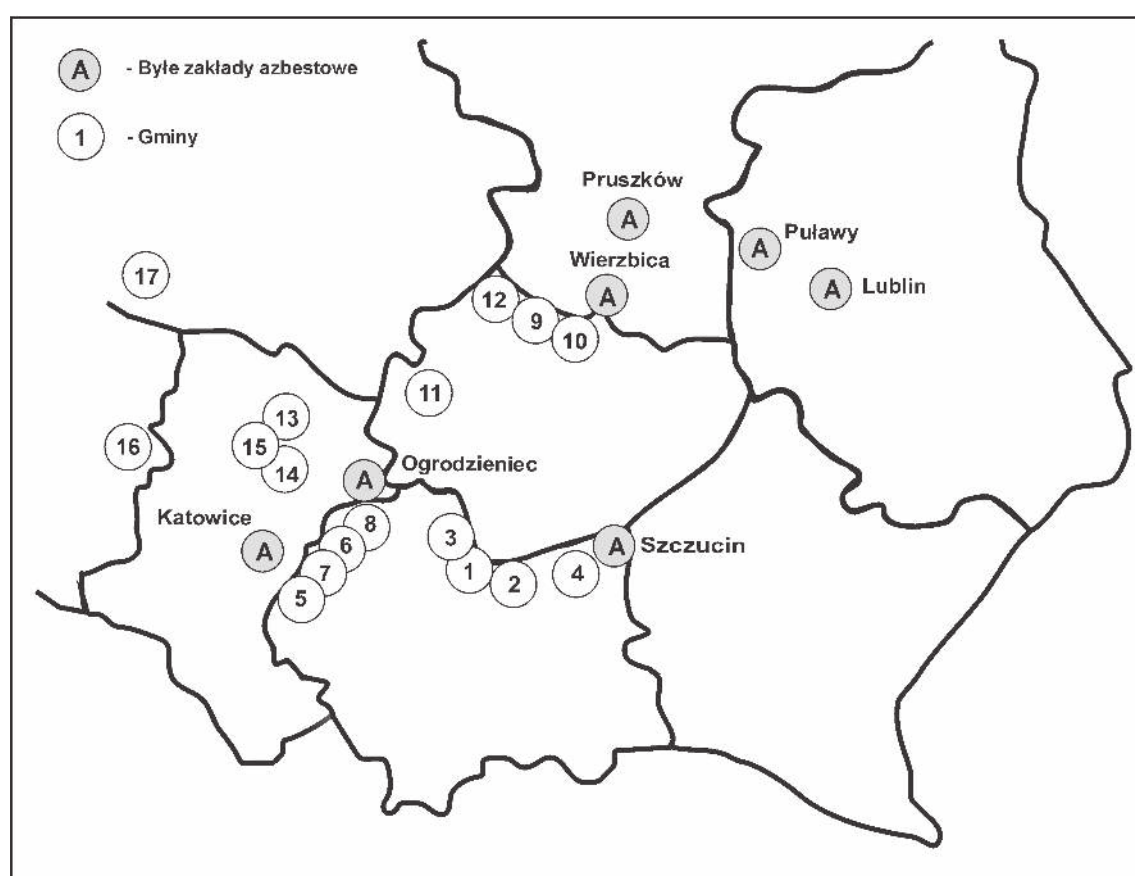 A - Byłe zakłady azbestowe
1 - Gminy
Pruszków
A
Puławy
A
Wierzbica
A
Lublin
A
17
12
9
10
11
13
15
14
16
Ogrodzieniec
A
Katowice
A
8
3
6
7
5
1
2
4
Szczucin
A